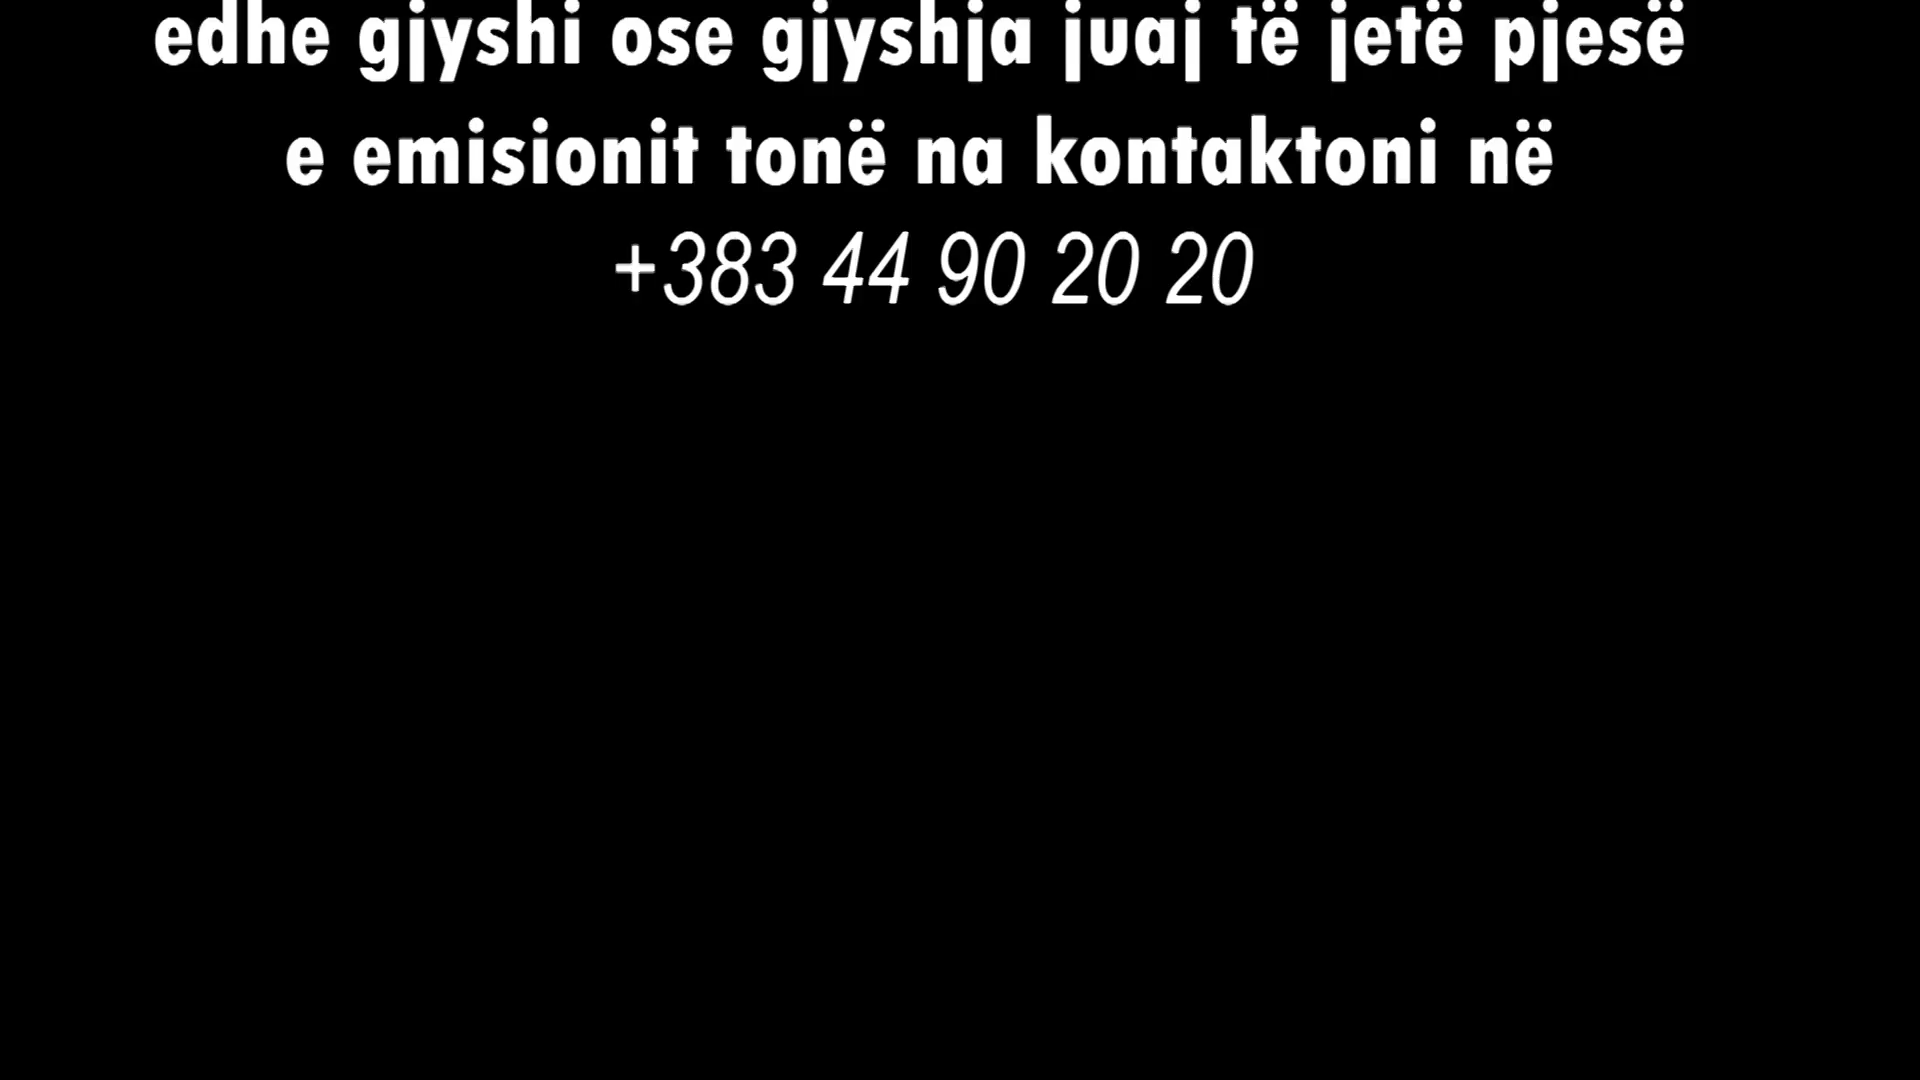 edhe gjyshi ose gjyshja juaj të jetë pjesë
e emisionit tonë na kontaktoni në
+383 44 90 20 20